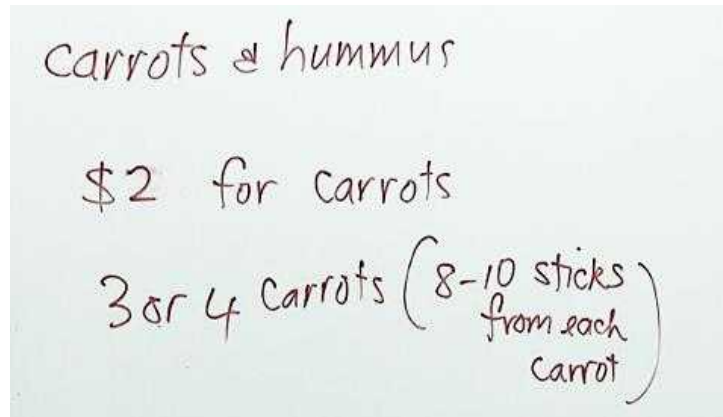 carrots & hummus
$2 for carrots
3 or 4 carrots (8-10 sticks
from each
carrot)